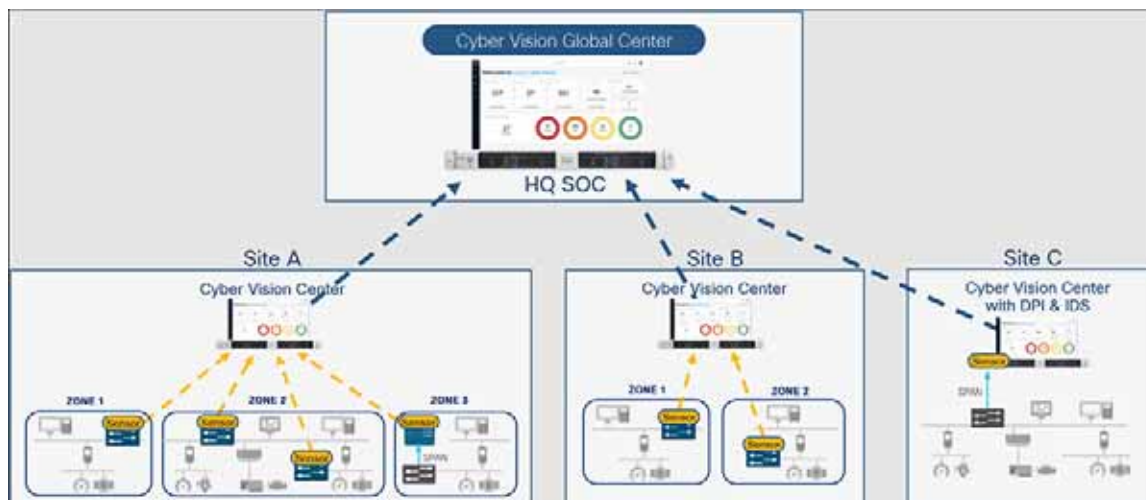 Cyber Vision Global Center
HQ SOC
Site A
Site B
Site C
Cyber Vision Center
Cyber Vision Center
Cyber Vision Center
with DPI & IDS
Sensor
SPAN
ZONE 1
ZONE 2
ZONE 3
Sensor
Sensor
Sensor
Sensor
SPAN
ZONE 1
ZONE 2
Sensor
Sensor